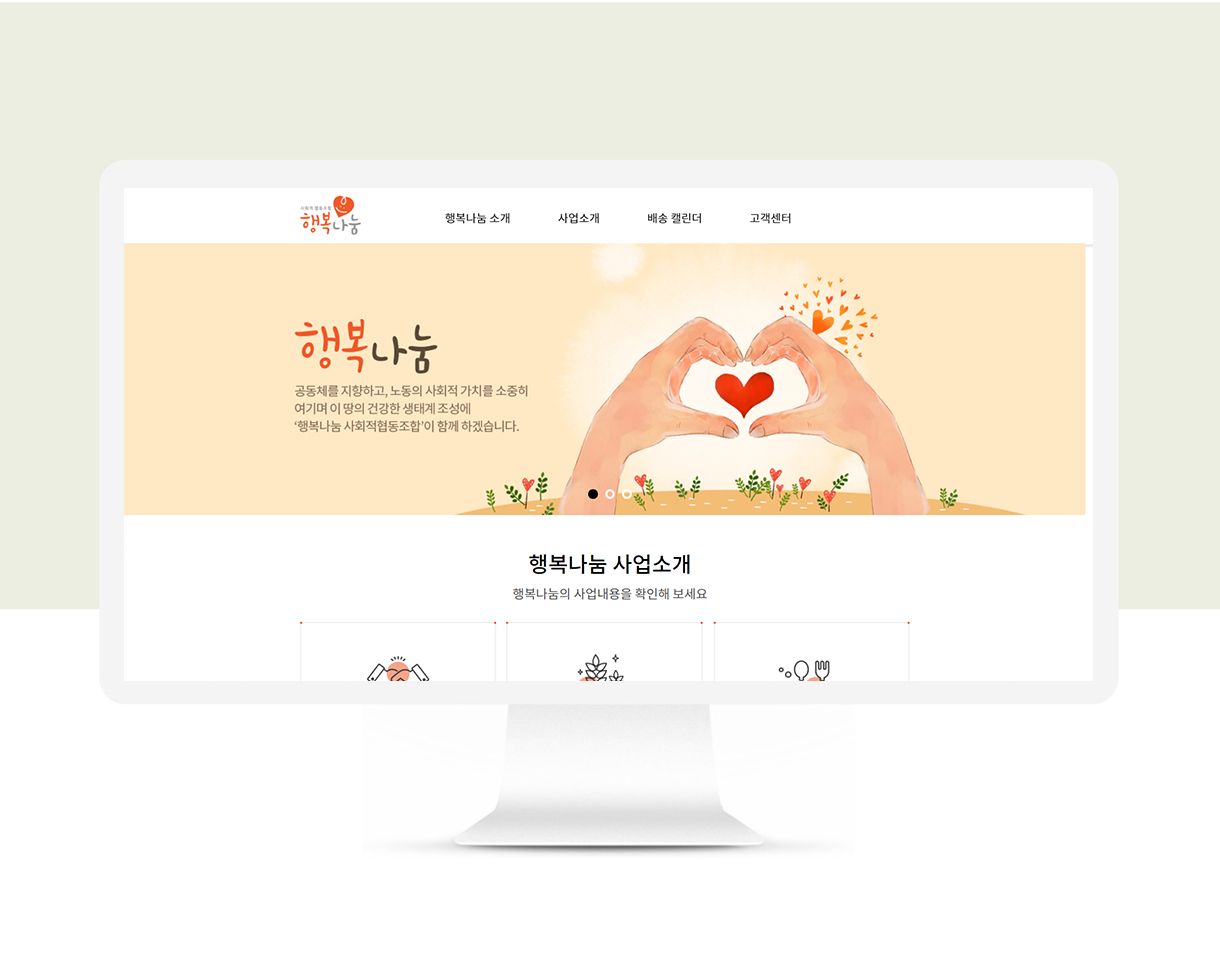 사회적 협동조합
행복나눔
행복나눔 소개 사업소개 배송 캘린더 고객센터
행복나눔
공동체를 지향하고, 노동의 사회적 가치를 소중히
여기며 이 땅의 건강한 생태계 조성에
‘행복나눔 사회적협동조합’이 함께 하겠습니다.
행복나눔 사업소개
행복나눔의 사업내용을 확인해 보세요